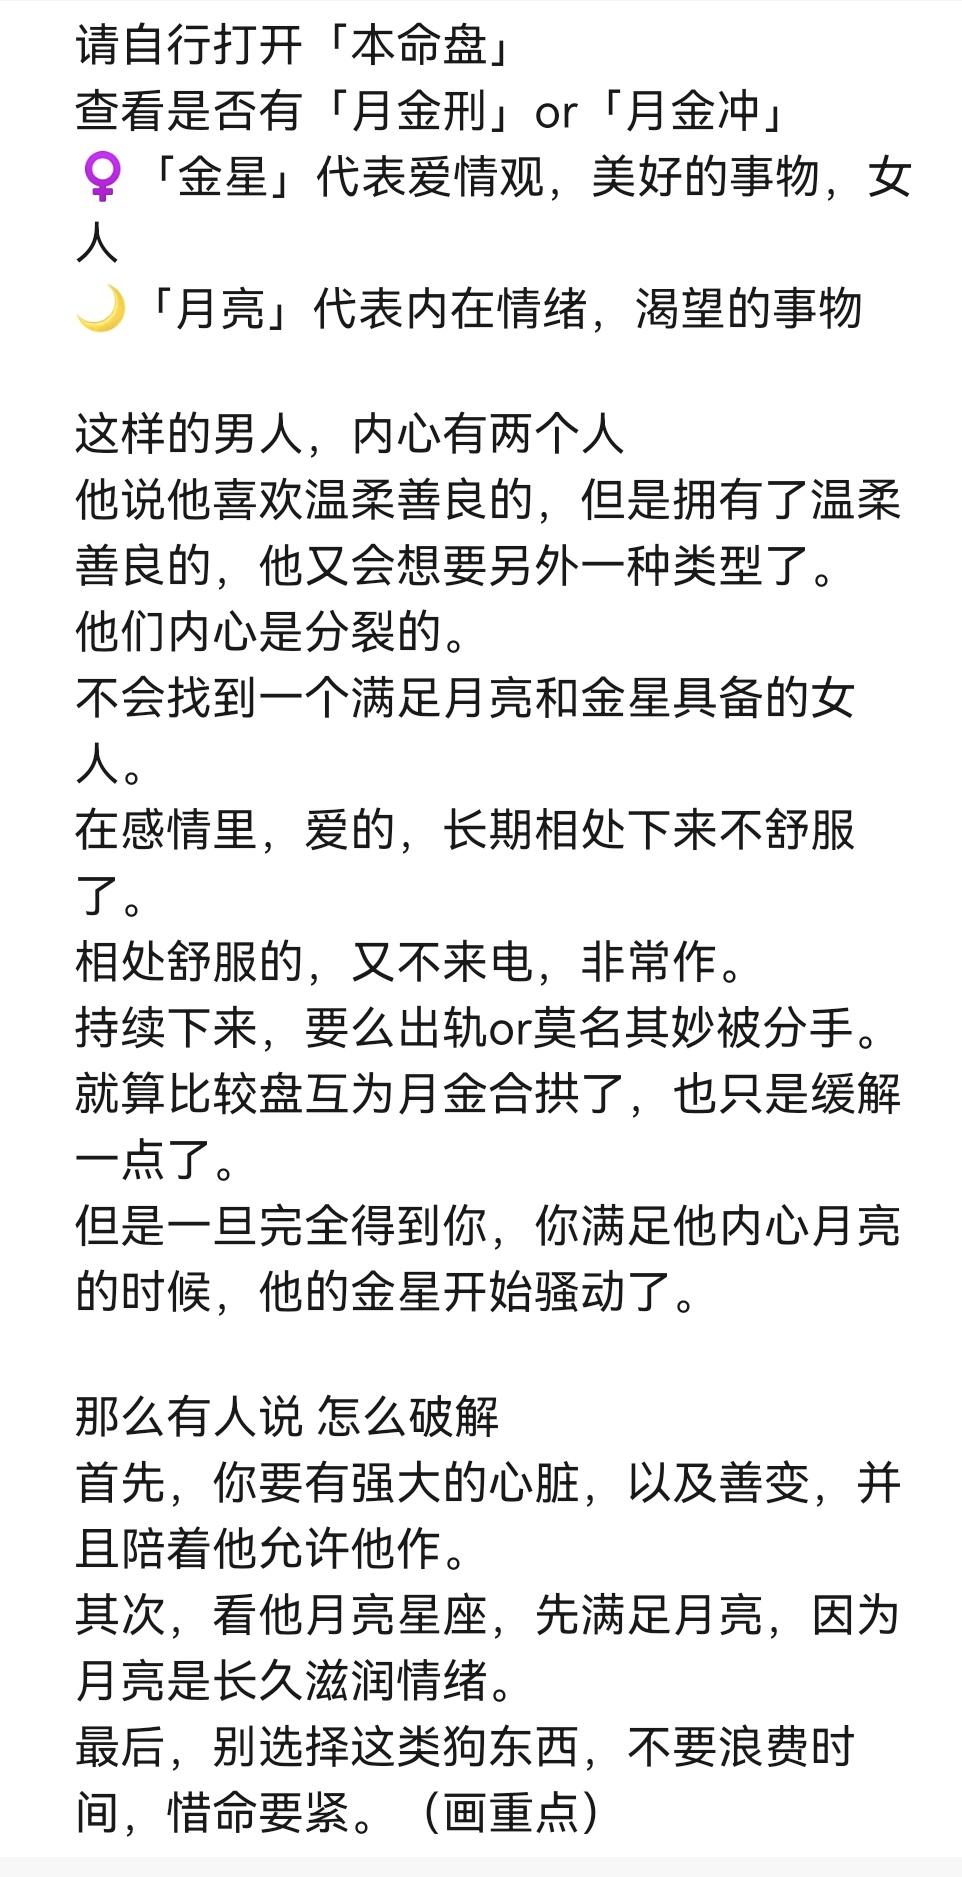 请自行打开「本命盘」
查看是否有「月金刑」or「月金冲」
♀「金星」代表爱情观，美好的事物，女
人
🌙「月亮」代表内在情绪，渴望的事物
这样的男人，内心有两个人
他说他喜欢温柔善良的，但是拥有了温柔
善良的，他又会想要另外一种类型了。
他们内心是分裂的。
不会找到一个满足月亮和金星具备的女
人。
在感情里，爱的，长期相处下来不舒服
了。
相处舒服的，又不来电，非常作。
持续下来，要么出轨or莫名其妙被分手。
就算比较盘互为月金合拱了，也只是缓解
一点了。
但是一旦完全得到你，你满足他内心月亮
的时候，他的金星开始骚动了。
那么有人说 怎么破解
首先，你要有强大的心脏，以及善变，并
且陪着他允许他作。
其次，看他月亮星座，先满足月亮，因为
月亮是长久滋润情绪。
最后，别选择这类狗东西，不要浪费时
间，惜命要紧。（画重点）